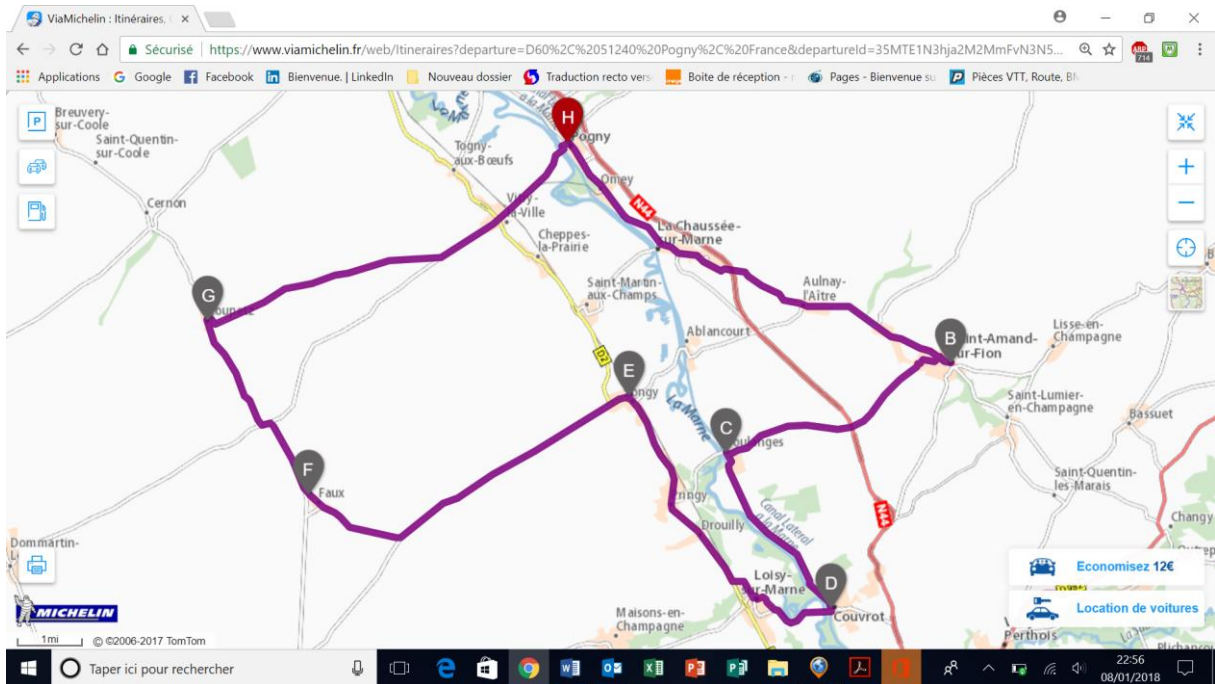 ViaMichelin : Itinéraires,
Sécurisé | https://www.viamichelin.fr/web/Itineraires?departure=D60%2C%2051240%20Pogny%2C%20France&departureId=35MTE1N3hja2M2MmFvN3N5...
ABP
714
Applications Google Facebook Bienvenue. | LinkedIn Nouveau dossier Traduction recto vers Boite de réception - Pages - Bienvenue su Pièces VTT, Route,
P
Breuvery-
sur-Coole
Saint-Quentin-
sur-Coole
Cernon
Togny-
aux-Bœufs
H
Pogny
Omey
N44
-la-Ville
La Chaussée-
sur-Marne
Cheppes-
la-Prairie
Saint-Martin-
aux-Champs
Aulnay-
l'Aître
G
Ablancourt
B
-Amand-
sur-Fion
Lisse-en-
Champagne
D2
E
La Marne
Saint-Lumier-
en-Champagne
Bassuet
C
F
Faux
Saint-Quentin-
les-Marais
Changy
N44
Drouilly
Canal Latéral
à la Marne
Dommartin-
Loisy-
sur-Marne
D
Couvrot
Maisons-en-
Champagne
Perthois
Economisez 12€
Location de voitures
MICHELIN
1mi
© ©2006-2017 TomTom
Taper ici pour rechercher
22:56
08/01/2018